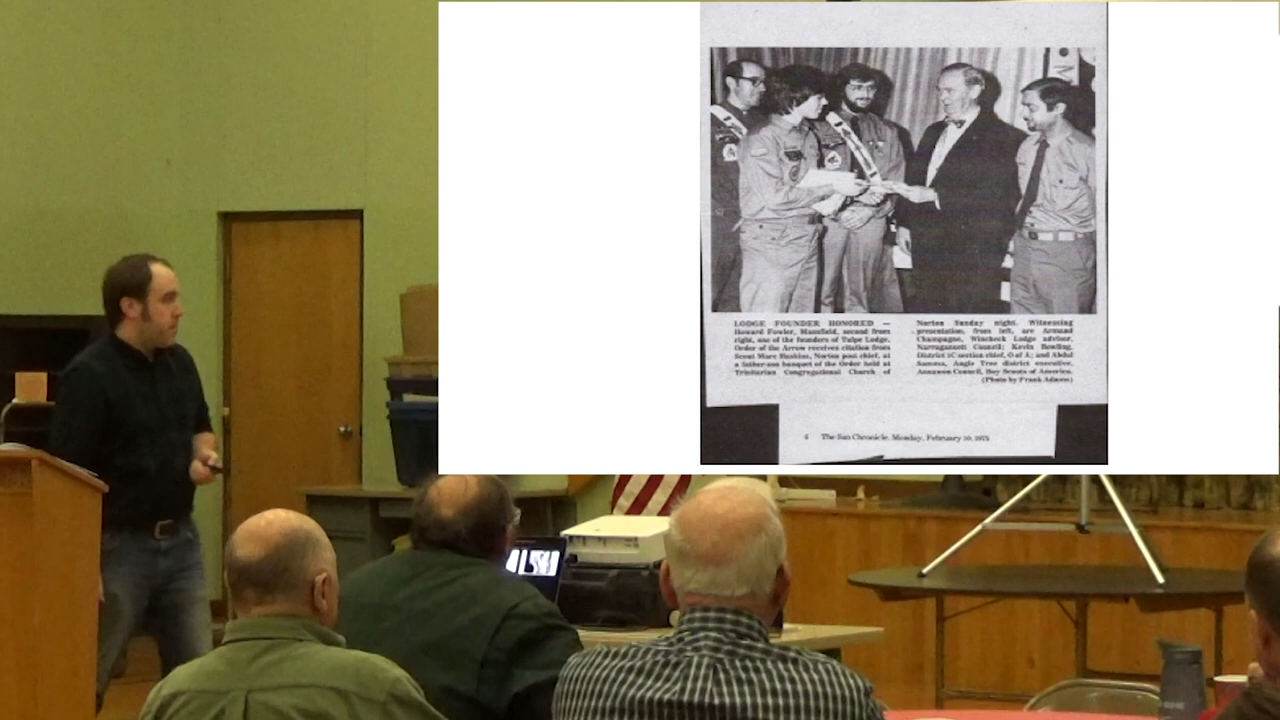 LODGE FOUNDER HONORED —
Howard Fowler, Mansfield, second from
right, one of the founders of Tulpe Lodge,
Order of the Arrow receives citation from
Scout Marc Haskins, Norton post chief, at
a father-son banquet of the Order held at
Trinitarian Congregational Church of
Norton Sunday night. Witnessing
presentation, from left, are Armand
Champagne, Wincheck Lodge advisor,
Narragansett Council; Kevin Bowling,
District 1C section chief, O of A; and Abdul
Samma, Angle Tree district executive,
Annawon Council, Boy Scouts of America.
(Photo by Frank Adams)
6 The Sun Chronicle, Monday, February 10, 1975